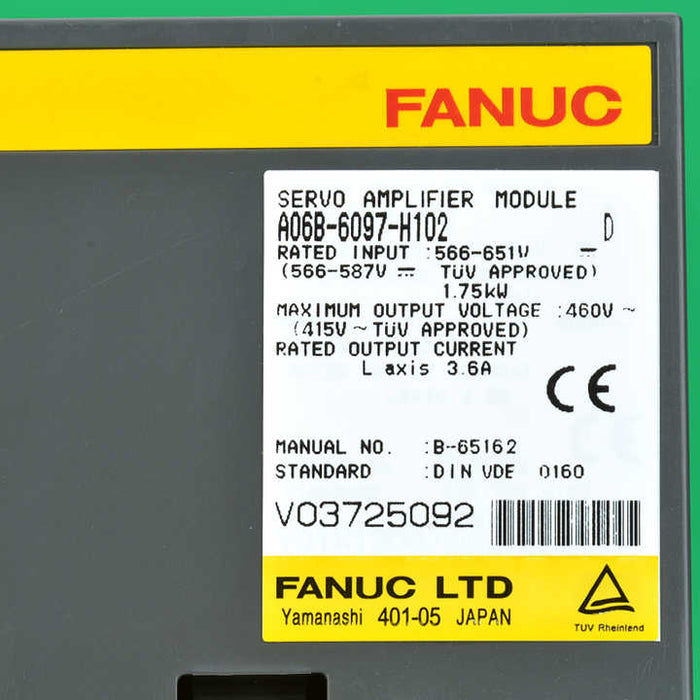 FANUC
SERVO AMPLIFIER MODULE
A06B-6097-H102 D
RATED INPUT :566-651V ⎓
(566-587V ⎓ TÜV APPROVED)
1.75kW
MAXIMUM OUTPUT VOLTAGE :460V ~
(415V ~ TÜV APPROVED)
RATED OUTPUT CURRENT
L axis 3.6A
CE
MANUAL NO. :B-65162
STANDARD :DIN VDE 0160
V03725092
FANUC LTD
Yamanashi 401-05 JAPAN
TÜV Rheinland